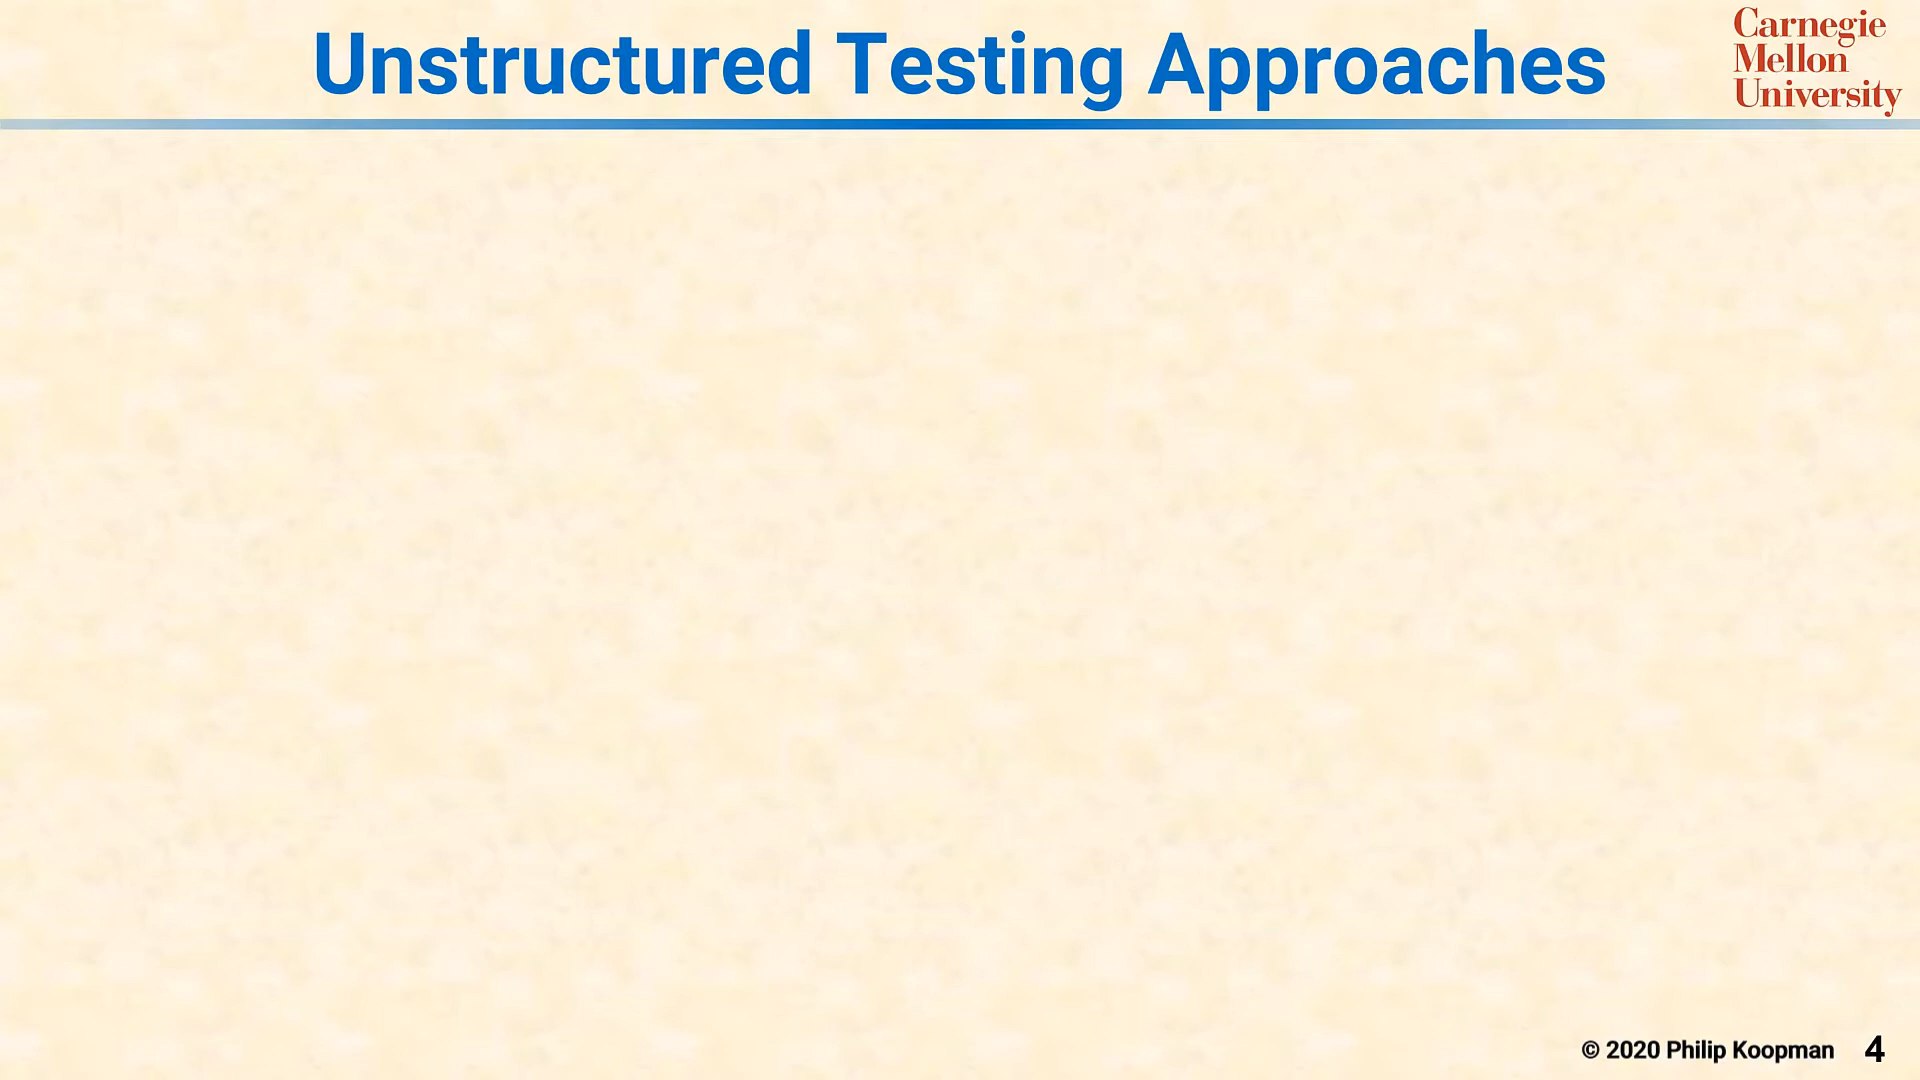 Unstructured Testing Approaches
Carnegie
Mellon
University
© 2020 Philip Koopman 4